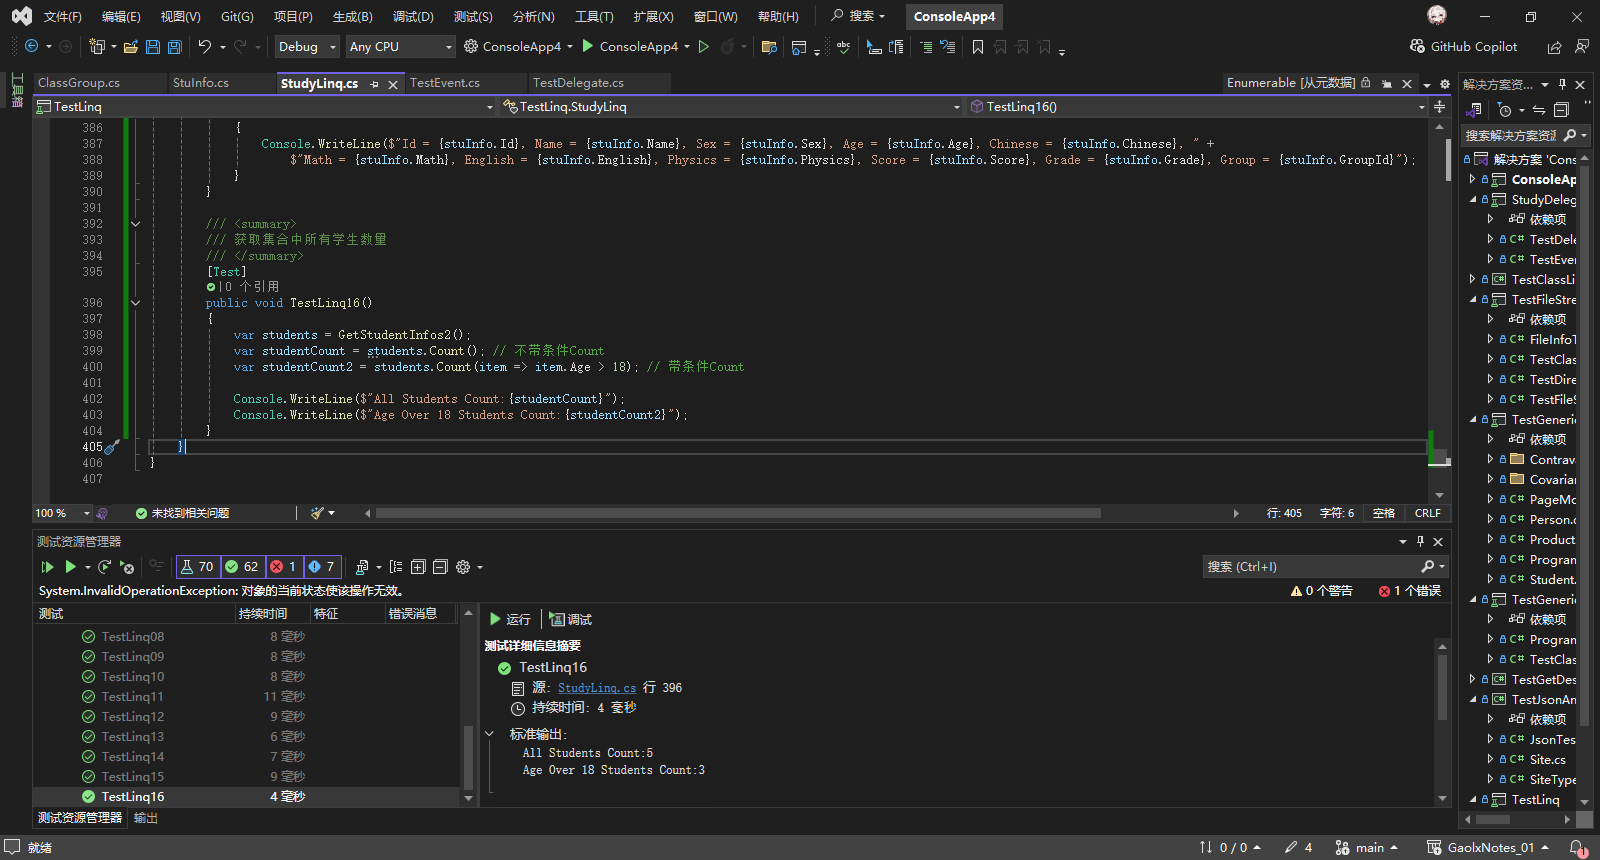 文件(F) 编辑(E) 视图(V) Git(G) 项目(P) 生成(B) 调试(D) 测试(S) 分析(N) 工具(T) 扩展(X) 窗口(W) 帮助(H) 搜索 ConsoleApp4
Debug Any CPU ConsoleApp4 ConsoleApp4 GitHub Copilot
工具箱
ClassGroup.cs StuInfo.cs StudyLinq.cs TestEvent.cs TestDelegate.cs Enumerable [从元数据]
TestLinq TestLinq.StudyLinq TestLinq16()
386 {
387 Console.WriteLine($"Id = {stuInfo.Id}, Name = {stuInfo.Name}, Sex = {stuInfo.Sex}, Age = {stuInfo.Age}, Chinese = {stuInfo.Chinese}, " +
388 $"Math = {stuInfo.Math}, English = {stuInfo.English}, Physics = {stuInfo.Physics}, Score = {stuInfo.Score}, Grade = {stuInfo.Grade}, Group = {stuInfo.GroupId}");
389 }
390 }
391
392 /// <summary>
393 /// 获取集合中所有学生数量
394 /// </summary>
395 [Test]
|0 个引用
396 public void TestLinq16()
397 {
398 var students = GetStudentInfos2();
399 var studentCount = students.Count(); // 不带条件Count
400 var studentCount2 = students.Count(item => item.Age > 18); // 带条件Count
401
402 Console.WriteLine($"All Students Count:{studentCount}");
403 Console.WriteLine($"Age Over 18 Students Count:{studentCount2}");
404 }
405 }
406 }
407
100 % 未找到相关问题 行: 405 字符: 6 空格 CRLF
测试资源管理器
70 62 1 7 搜索 (Ctrl+I)
System.InvalidOperationException: 对象的当前状态使该操作无效。 0 个警告 1 个错误
测试 持续时间 特征 错误消息
TestLinq08 8 毫秒
TestLinq09 8 毫秒
TestLinq10 8 毫秒
TestLinq11 11 毫秒
TestLinq12 9 毫秒
TestLinq13 6 毫秒
TestLinq14 7 毫秒
TestLinq15 9 毫秒
TestLinq16 4 毫秒
运行 调试
测试详细信息摘要
TestLinq16
源: StudyLinq.cs 行 396
持续时间: 4 毫秒
标准输出:
All Students Count:5
Age Over 18 Students Count:3
测试资源管理器 输出
解决方案资...
搜索解决方案资源
解决方案 'Cons
ConsoleAp
StudyDeleg
依赖项
C# TestDele
C# TestEver
TestClassLi
TestFileStre
依赖项
C# FileInfoT
C# TestClas
C# TestDire
C# TestFileS
TestGeneric
依赖项
Contrava
Covarian
C# PageMo
C# Person.c
C# Product
C# Program
C# Student.
TestGeneric
依赖项
C# Program
C# TestClas
TestGetDes
TestJsonAn
依赖项
C# JsonTes
C# Site.cs
C# SiteType
TestLinq
就绪 0 / 0 4 main GaolxNotes_01 1